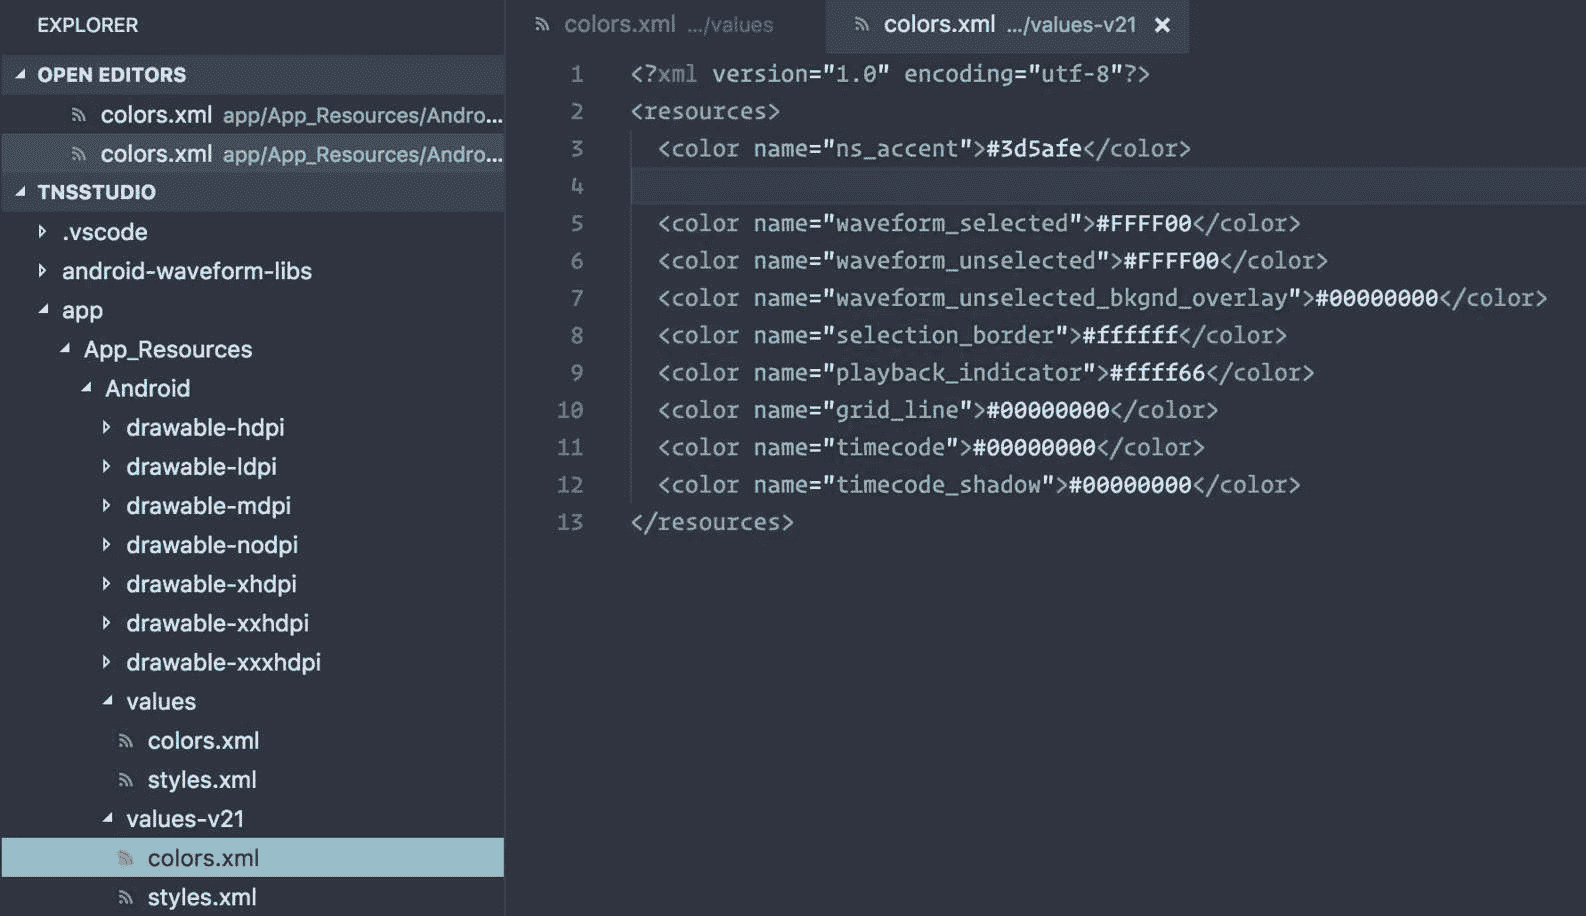 EXPLORER
OPEN EDITORS
colors.xml app/App_Resources/Andro...
colors.xml app/App_Resources/Andro...
TNSSTUDIO
.vscode
android-waveform-libs
app
App_Resources
Android
drawable-hdpi
drawable-ldpi
drawable-mdpi
drawable-nodpi
drawable-xhdpi
drawable-xxhdpi
drawable-xxxhdpi
values
colors.xml
styles.xml
values-v21
colors.xml
styles.xml
colors.xml .../values
colors.xml .../values-v21
1 <?xml version="1.0" encoding="utf-8"?>
2 <resources>
3 <color name="ns_accent">#3d5afe</color>
4
5 <color name="waveform_selected">#FFFF00</color>
6 <color name="waveform_unselected">#FFFF00</color>
7 <color name="waveform_unselected_bkgnd_overlay">#00000000</color>
8 <color name="selection_border">#ffffff</color>
9 <color name="playback_indicator">#ffff66</color>
10 <color name="grid_line">#00000000</color>
11 <color name="timecode">#00000000</color>
12 <color name="timecode_shadow">#00000000</color>
13 </resources>